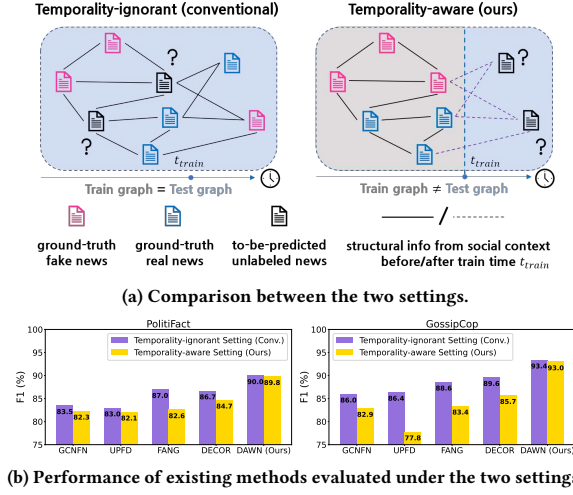 Temporality-ignorant (conventional)
Temporality-aware (ours)
?
?
t_train
Train graph = Test graph
?
?
t_train
Train graph ≠ Test graph
ground-truth
fake news
ground-truth
real news
to-be-predicted
unlabeled news
structural info from social context
before/after train time t_train
(a) Comparison between the two settings.
PolitiFact
F1 (%)
100
95
90
85
80
75
Temporality-ignorant Setting (Conv.)
Temporality-aware Setting (Ours)
83.5
82.3
83.0
82.1
87.0
82.6
86.7
84.7
90.0
89.8
GCNFN
UPFD
FANG
DECOR
DAWN (Ours)
GossipCop
F1 (%)
100
95
90
85
80
75
Temporality-ignorant Setting (Conv.)
Temporality-aware Setting (Ours)
86.0
82.9
86.4
77.8
88.6
83.4
89.6
85.7
93.4
93.0
GCNFN
UPFD
FANG
DECOR
DAWN (Ours)
(b) Performance of existing methods evaluated under the two setting